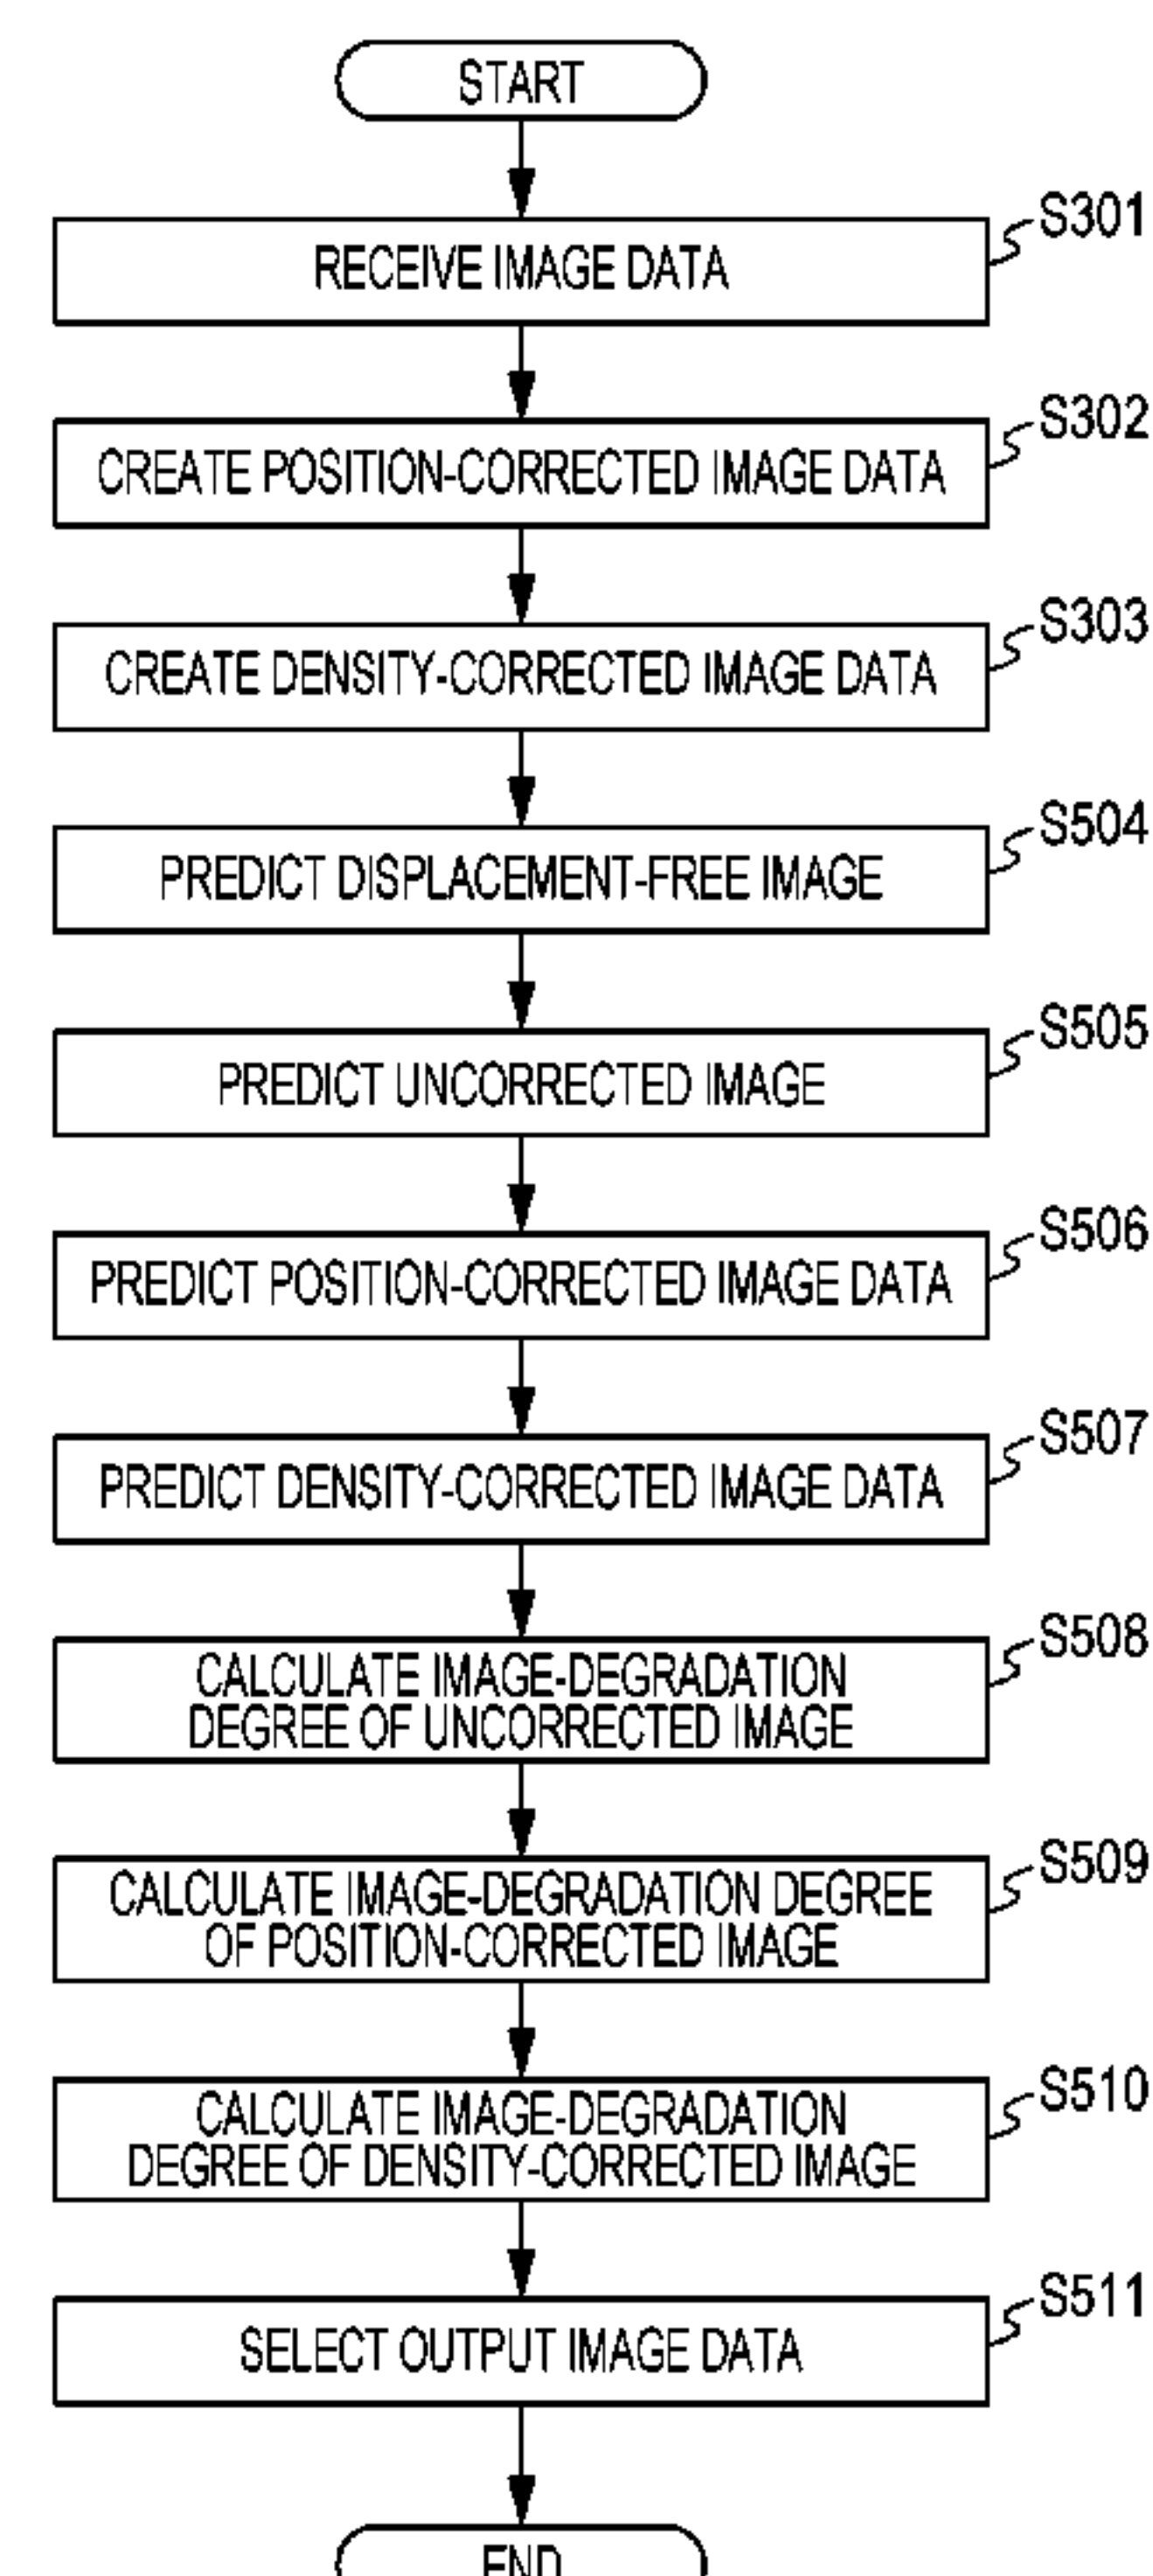 START
S301
RECEIVE IMAGE DATA
S302
CREATE POSITION-CORRECTED IMAGE DATA
S303
CREATE DENSITY-CORRECTED IMAGE DATA
S504
PREDICT DISPLACEMENT-FREE IMAGE
S505
PREDICT UNCORRECTED IMAGE
S506
PREDICT POSITION-CORRECTED IMAGE DATA
S507
PREDICT DENSITY-CORRECTED IMAGE DATA
S508
CALCULATE IMAGE-DEGRADATION
DEGREE OF UNCORRECTED IMAGE
S509
CALCULATE IMAGE-DEGRADATION DEGREE
OF POSITION-CORRECTED IMAGE
S510
CALCULATE IMAGE-DEGRADATION
DEGREE OF DENSITY-CORRECTED IMAGE
S511
SELECT OUTPUT IMAGE DATA
END